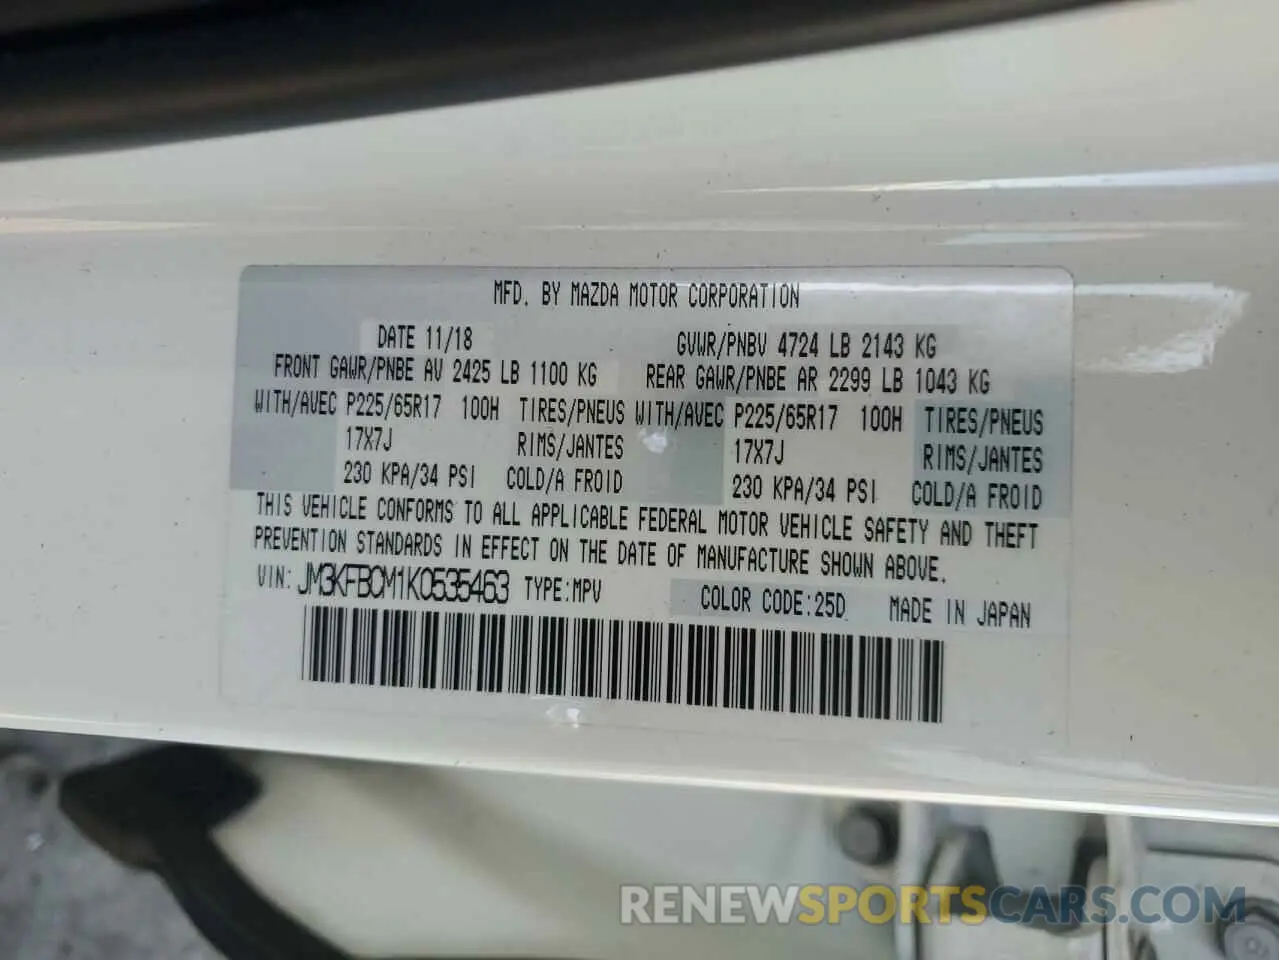 MFD. BY MAZDA MOTOR CORPORATION
DATE 11/18 GVWR/PNBV 4724 LB 2143 KG
FRONT GAWR/PNBE AV 2425 LB 1100 KG REAR GAWR/PNBE AR 2299 LB 1043 KG
WITH/AVEC P225/65R17 100H TIRES/PNEUS WITH/AVEC P225/65R17 100H TIRES/PNEUS
17X7J RIMS/JANTES 17X7J RIMS/JANTES
230 KPA/34 PSI COLD/A FROID 230 KPA/34 PSI COLD/A FROID
THIS VEHICLE CONFORMS TO ALL APPLICABLE FEDERAL MOTOR VEHICLE SAFETY AND THEFT
PREVENTION STANDARDS IN EFFECT ON THE DATE OF MANUFACTURE SHOWN ABOVE.
VIN: JM3KFBCM1K0535463 TYPE:MPV COLOR CODE:25D MADE IN JAPAN
RENEWSPORTSCARS.COM